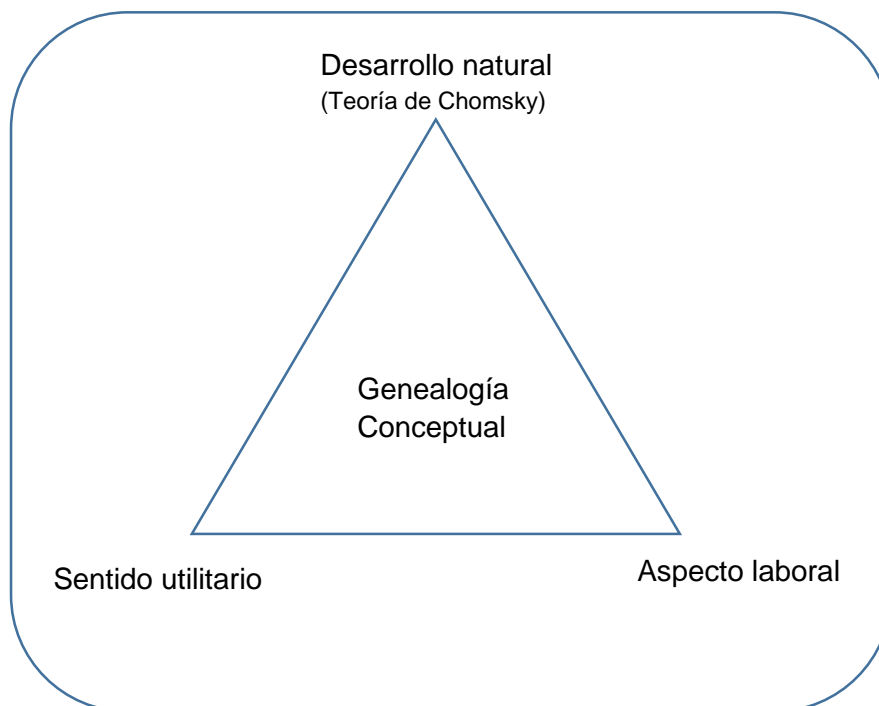 Desarrollo natural
(Teoría de Chomsky)
Genealogía
Conceptual
Sentido utilitario
Aspecto laboral